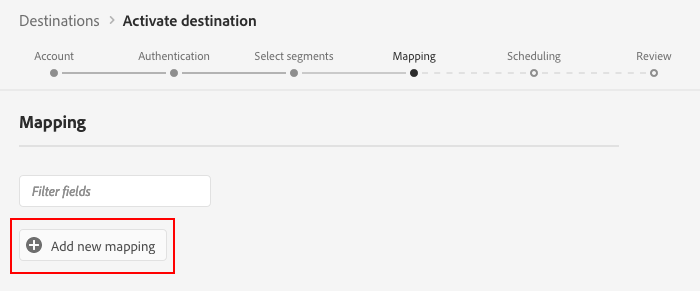 Destinations > Activate destination
Account Authentication Select segments Mapping Scheduling Review
Mapping
Filter fields
Add new mapping